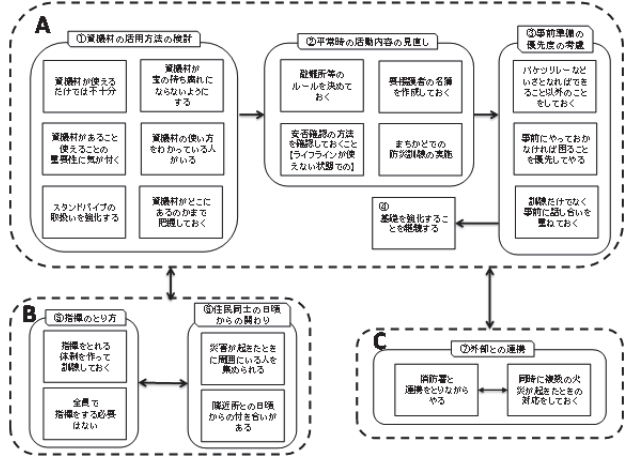 A
①資機材の活用方法の検討
資機材が使える
だけでは不十分
資機材が
宝の持ち腐れに
ならないように
する
資機材があること
使えることの
重要性に気が付く
資機材の使い方
をわかっている人
がいる
スタンドパイプの
取扱いを強化する
資機材がどこに
あるのかまで
把握しておく
②平常時の活動内容の見直し
避難所等の
ルールを決めて
おく
要援護者の名簿
を作成しておく
安否確認の方法
を確認しておくこと
【ライフラインが使
えない状態での】
まちかどでの
防災訓練の実施
③事前準備の
優先度の考慮
バケツリレーなど
いざとなればでき
ること以外のこと
をしておく
事前にやっておか
なければ困ること
を優先してやる
訓練だけでなく
事前に話し合いを
重ねておく
④
基礎を強化するこ
とを継続する
B
⑤指揮のとり方
指揮をとれる
体制を作って
訓練しておく
全員で
指揮をする必要
はない
⑥住民同士の日頃
からの関わり
災害が起きたとき
に周囲にいる人を
集められる
隣近所との日頃
からの付き合いが
ある
C
⑦外部との連携
消防署と
連携をとりながら
やる
同時に複数の火
災が起きたときの
対応をしておく